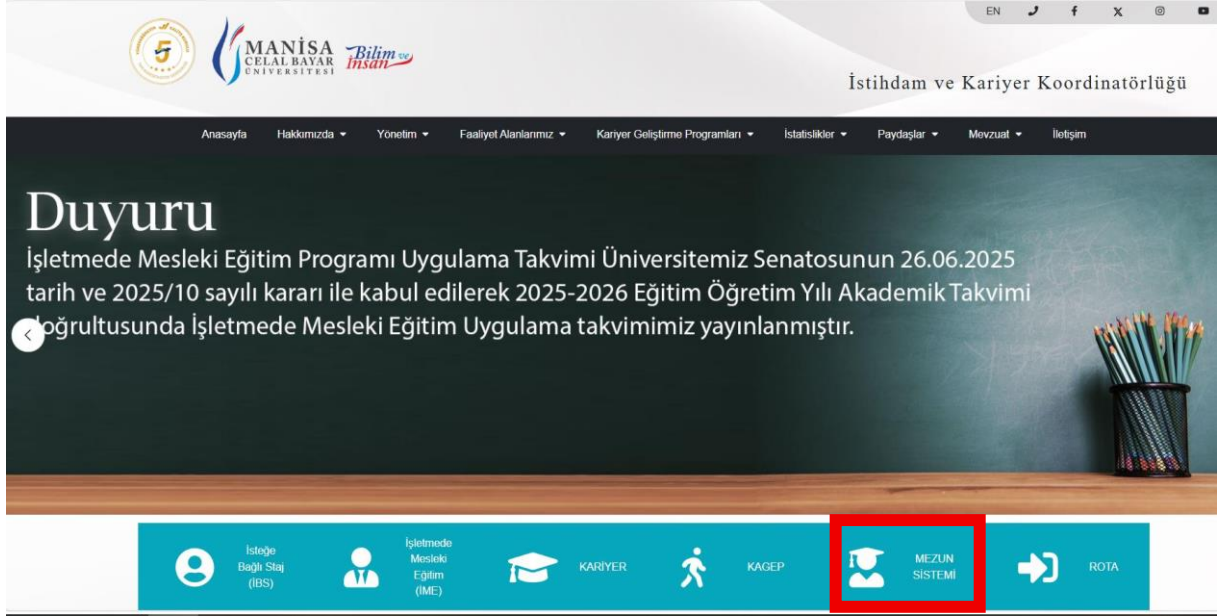 EN
5
MANİSA
CELAL BAYAR
ÜNİVERSİTESİ
Bilim ve
İnsan
İstihdam ve Kariyer Koordinatörlüğü
Anasayfa Hakkımızda Yönetim Faaliyet Alanlarımız Kariyer Geliştirme Programları İstatislikler Paydaşlar Mevzuat İletişim
Duyuru
İşletmede Mesleki Eğitim Programı Uygulama Takvimi Üniversitemiz Senatosunun 26.06.2025
tarih ve 2025/10 sayılı kararı ile kabul edilerek 2025-2026 Eğitim Öğretim Yılı Akademik Takvimi
doğrultusunda İşletmede Mesleki Eğitim Uygulama takvimimiz yayınlanmıştır.
İsteğe
Bağlı Staj
(İBS)
İşletmede
Mesleki
Eğitim
(İME)
KARİYER
KAGEP
MEZUN
SİSTEMİ
ROTA